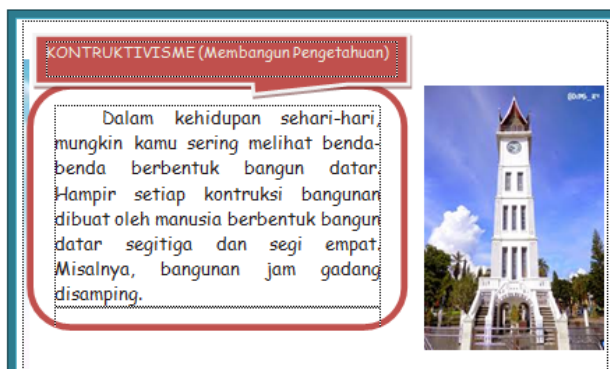 KONTRUKTIVISME (Membangun Pengetahuan)
Dalam kehidupan sehari-hari,
mungkin kamu sering melihat benda-
benda berbentuk bangun datar.
Hampir setiap kontruksi bangunan
dibuat oleh manusia berbentuk bangun
datar segitiga dan segi empat.
Misalnya, bangunan jam gadang
disamping.